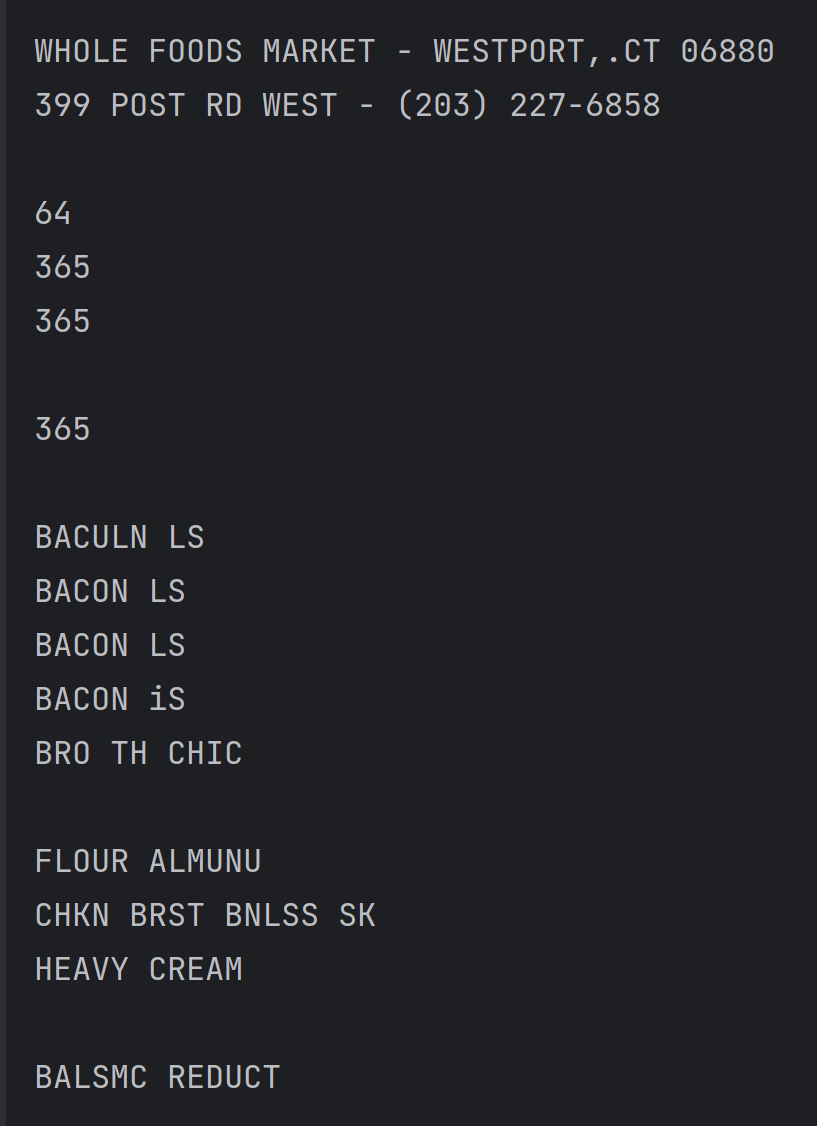 WHOLE FOODS MARKET - WESTPORT,.CT 06880
399 POST RD WEST - (203) 227-6858
64
365
365
365
BACULN LS
BACON LS
BACON LS
BACON iS
BRO TH CHIC
FLOUR ALMUNU
CHKN BRST BNLSS SK
HEAVY CREAM
BALSMC REDUCT